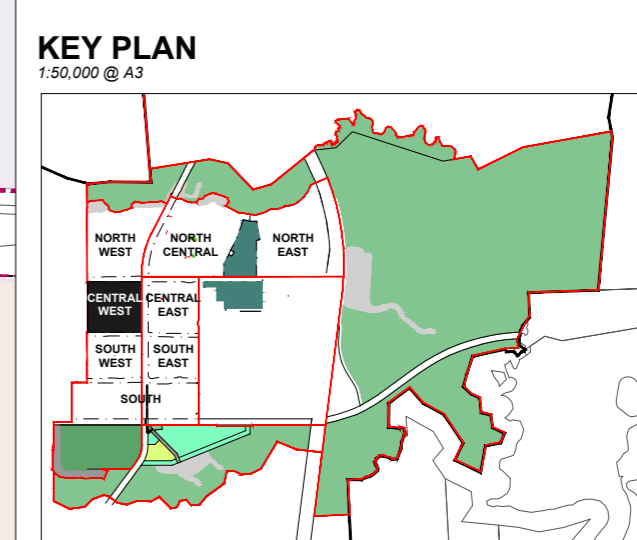 KEY PLAN
1:50,000 @ A3
NORTH
WEST
NORTH
CENTRAL
NORTH
EAST
CENTRAL
WEST
CENTRAL
EAST
SOUTH
WEST
SOUTH
EAST
SOUTH